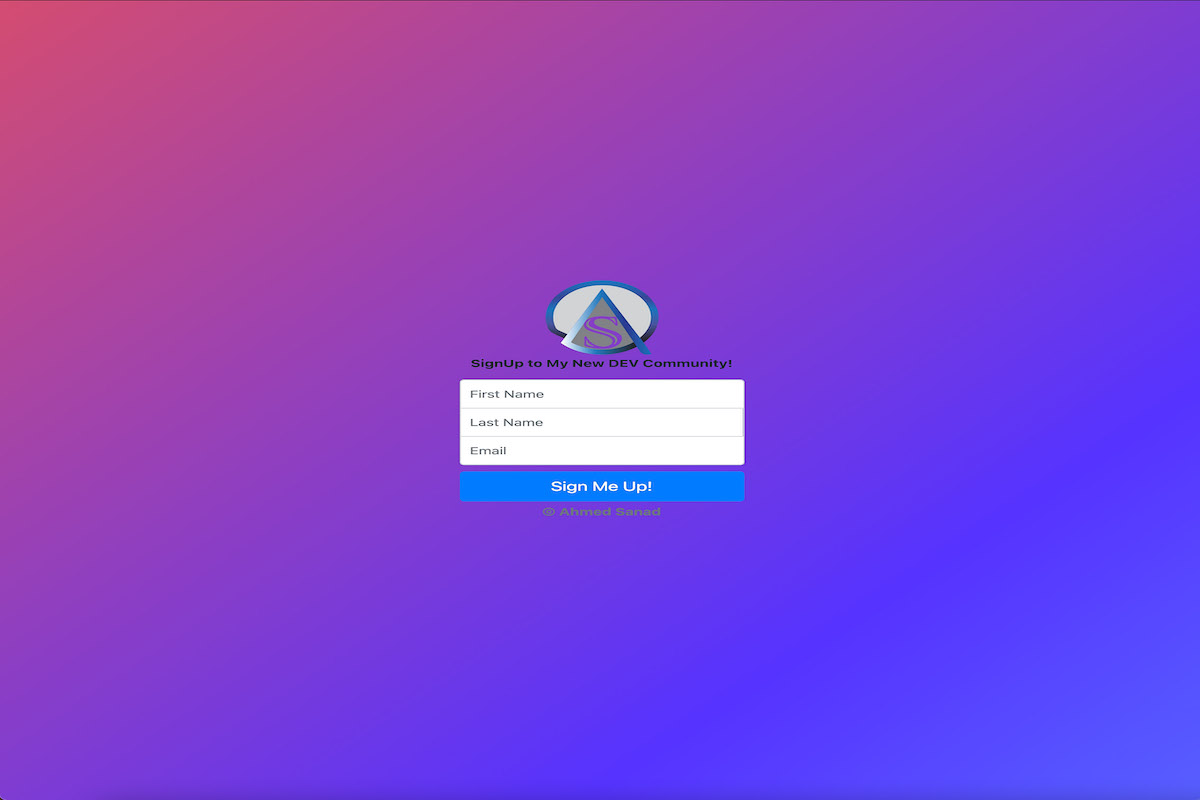 S
SignUp to My New DEV Community!
First Name
Last Name
Email
Sign Me Up!
© Ahmed Sanad